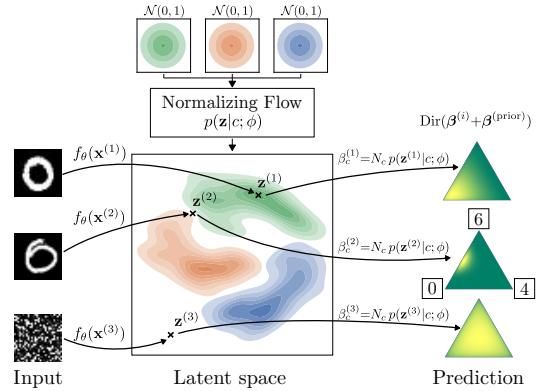 𝒩(0, 1) 𝒩(0, 1) 𝒩(0, 1)
Normalizing Flow
p(𝐳|c; ϕ)
Dir(𝜷⁽ⁱ⁾+𝜷⁽ᵖʳⁱᵒʳ⁾)
f_θ(𝐱⁽¹⁾)
𝐳⁽¹⁾
β_c⁽¹⁾=N_c p(𝐳⁽¹⁾|c; ϕ)
f_θ(𝐱⁽²⁾)
𝐳⁽²⁾
β_c⁽²⁾=N_c p(𝐳⁽²⁾|c; ϕ)
6
0 4
f_θ(𝐱⁽³⁾)
𝐳⁽³⁾
β_c⁽³⁾=N_c p(𝐳⁽³⁾|c; ϕ)
Input Latent space Prediction